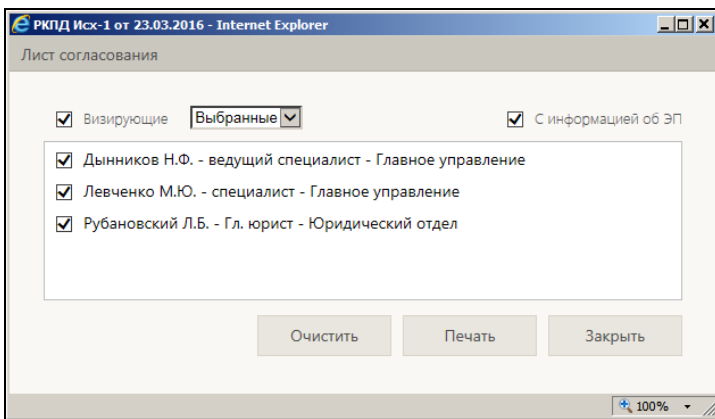 РКПД Исх-1 от 23.03.2016 - Internet Explorer
Лист согласования
Визирующие Выбранные С информацией об ЭП
Дынников Н.Ф. - ведущий специалист - Главное управление
Левченко М.Ю. - специалист - Главное управление
Рубановский Л.Б. - Гл. юрист - Юридический отдел
Очистить Печать Закрыть
100%